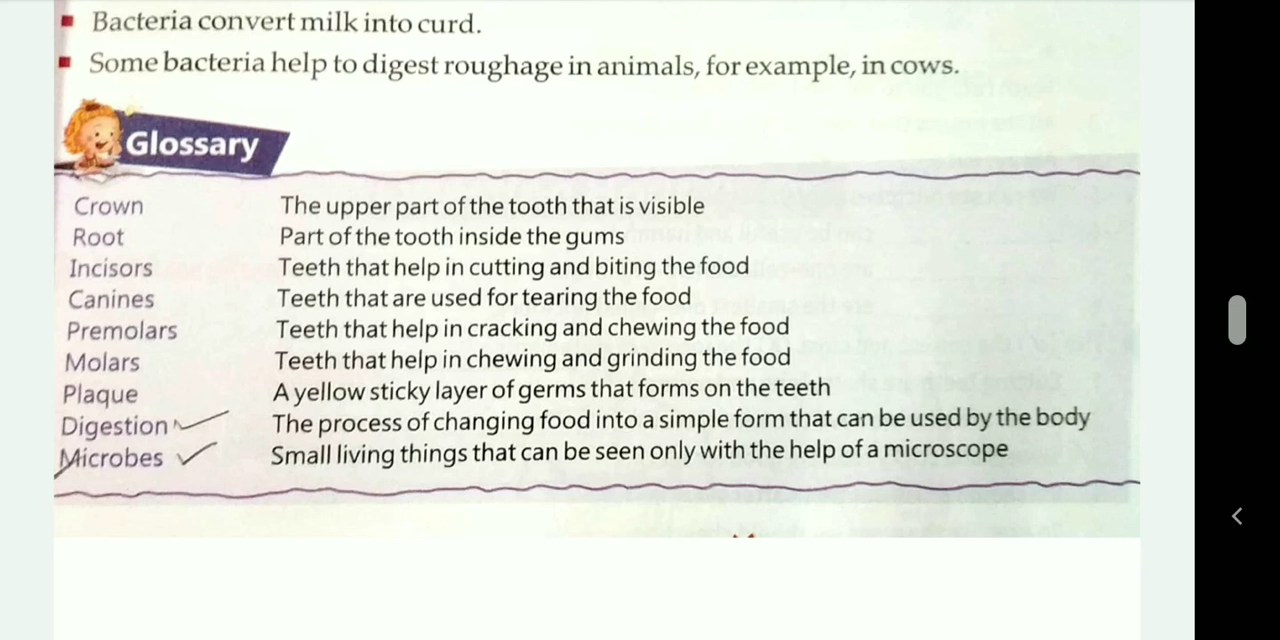 Bacteria convert milk into curd.
Some bacteria help to digest roughage in animals, for example, in cows.
Glossary
Crown The upper part of the tooth that is visible
Root Part of the tooth inside the gums
Incisors Teeth that help in cutting and biting the food
Canines Teeth that are used for tearing the food
Premolars Teeth that help in cracking and chewing the food
Molars Teeth that help in chewing and grinding the food
Plaque A yellow sticky layer of germs that forms on the teeth
Digestion The process of changing food into a simple form that can be used by the body
Microbes Small living things that can be seen only with the help of a microscope